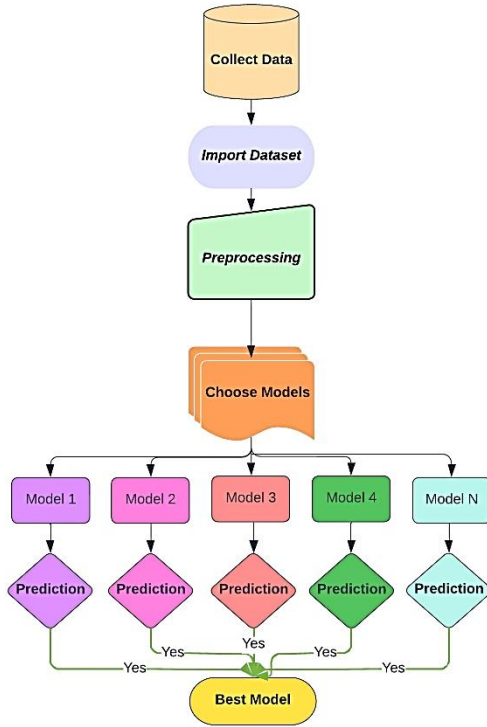 Collect Data
Import Dataset
Preprocessing
Choose Models
Model 1
Model 2
Model 3
Model 4
Model N
Prediction
Prediction
Prediction
Prediction
Prediction
Yes
Yes
Yes
Yes
Yes
Best Model